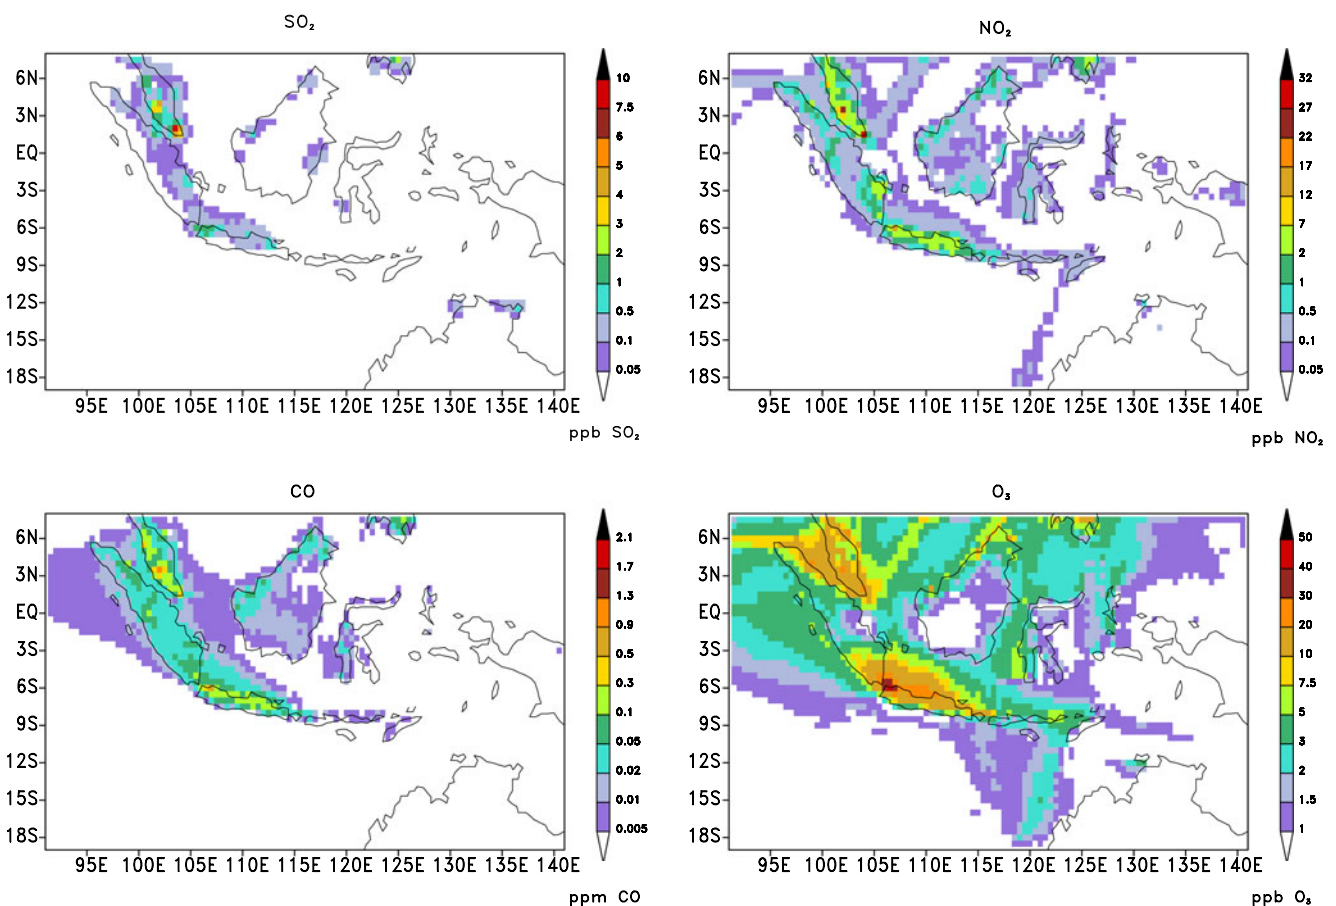 SO₂
6N
3N
EQ
3S
6S
9S
12S
15S
18S
95E 100E 105E 110E 115E 120E 125E 130E 135E 140E
10
7.5
6
5
4
3
2
1
0.5
0.1
0.05
ppb SO₂
NO₂
6N
3N
EQ
3S
6S
9S
12S
15S
18S
95E 100E 105E 110E 115E 120E 125E 130E 135E 140E
32
27
22
17
12
7
2
1
0.5
0.1
0.05
ppb NO₂
CO
6N
3N
EQ
3S
6S
9S
12S
15S
18S
95E 100E 105E 110E 115E 120E 125E 130E 135E 140E
2.1
1.7
1.3
0.9
0.5
0.3
0.1
0.05
0.02
0.01
0.005
ppm CO
O₃
6N
3N
EQ
3S
6S
9S
12S
15S
18S
95E 100E 105E 110E 115E 120E 125E 130E 135E 140E
50
40
30
20
10
7.5
5
3
2
1.5
1
ppb O₃